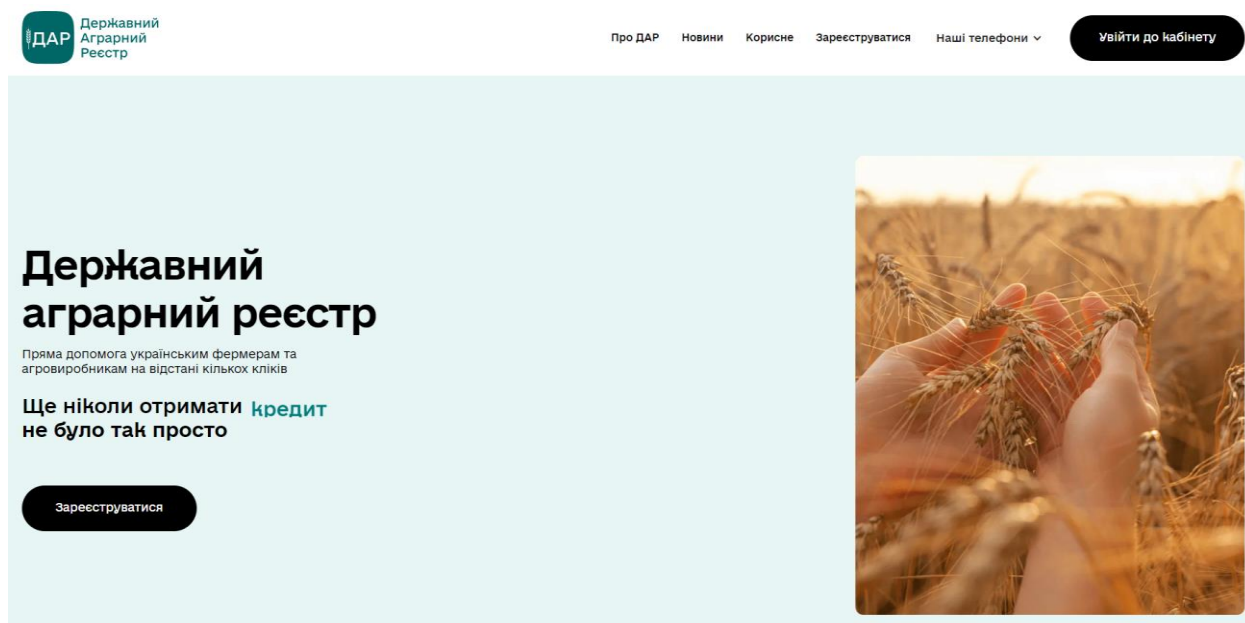 ДАР
Державний
Аграрний
Реєстр
Про ДАР
Новини
Корисне
Зареєструватися
Наші телефони
Увійти до кабінету
Державний
аграрний реєстр
Пряма допомога українським фермерам та
агровиробникам на відстані кількох кліків
Ще ніколи отримати кредит
не було так просто
Зареєструватися